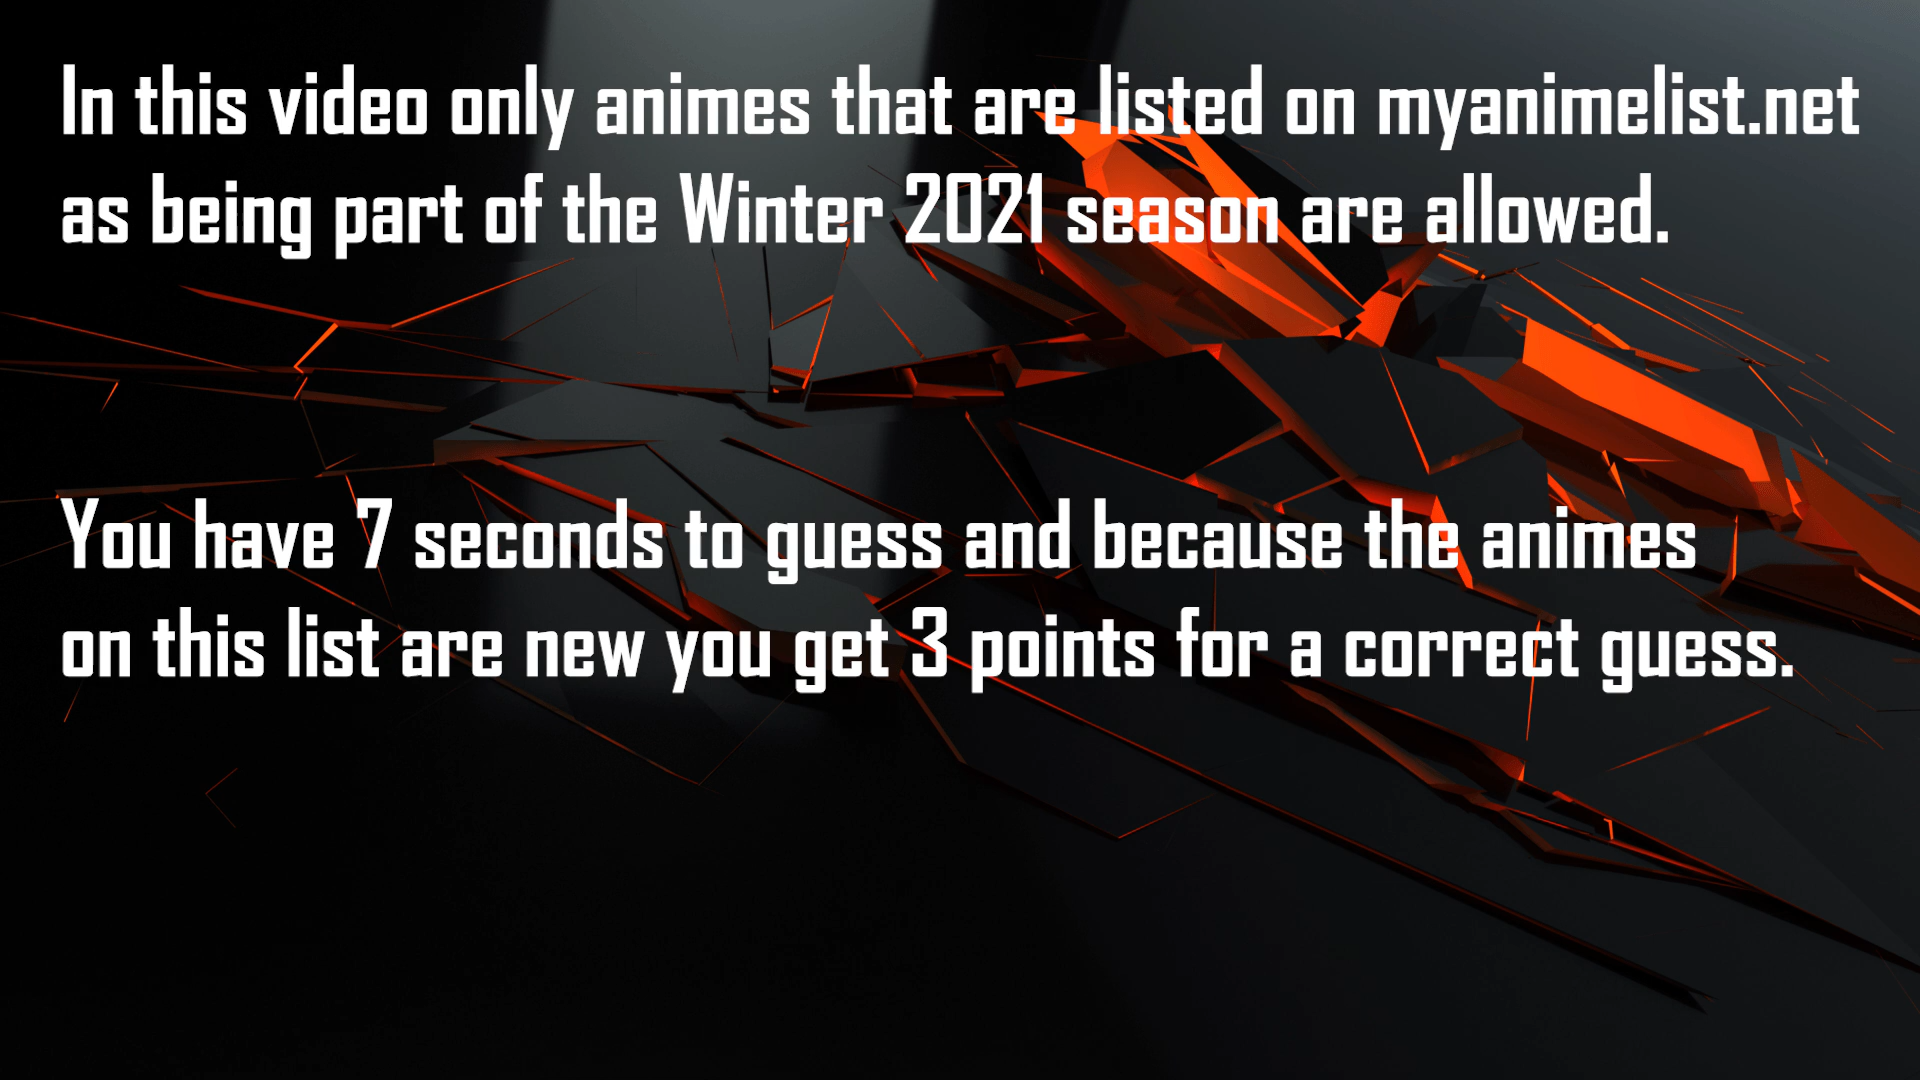 In this video only animes that are listed on myanimelist.net
as being part of the Winter 2021 season are allowed.
You have 7 seconds to guess and because the animes
on this list are new you get 3 points for a correct guess.